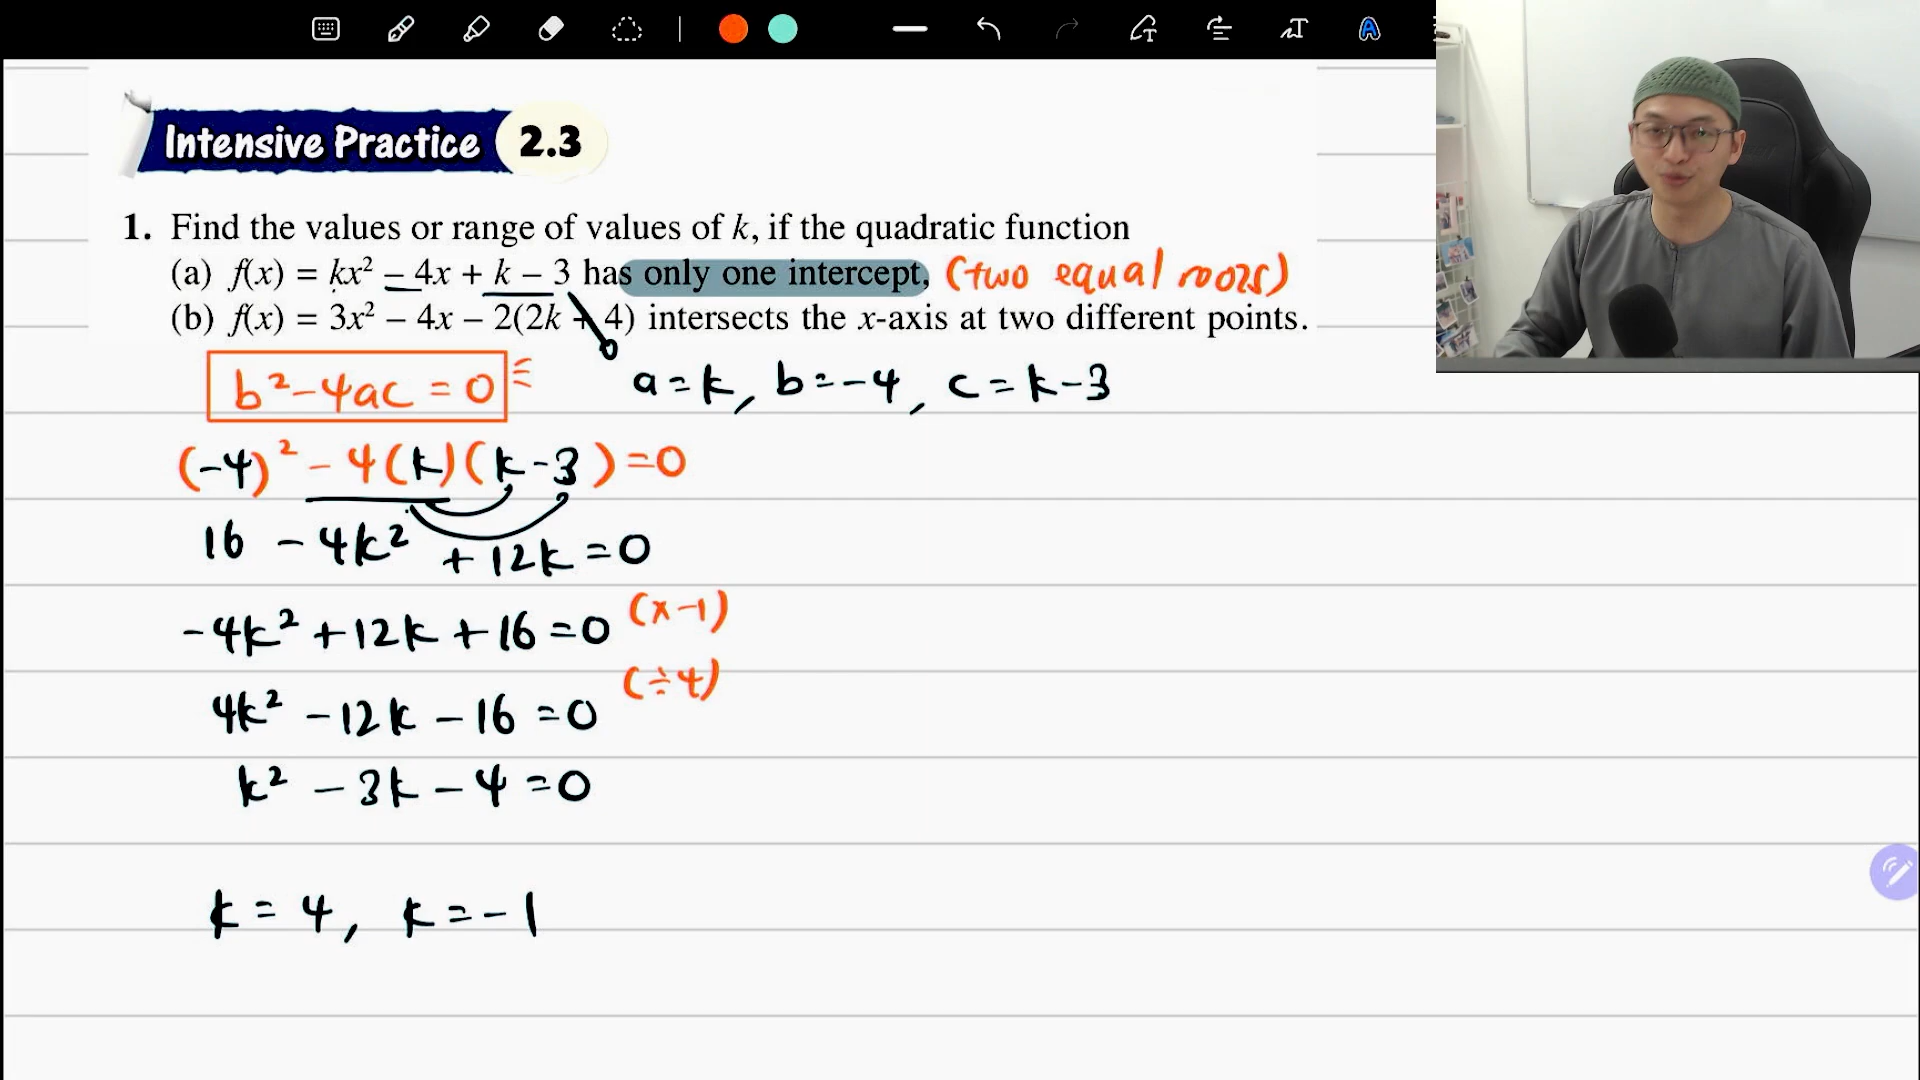 Intensive Practice 2.3
1. Find the values or range of values of k, if the quadratic function
(a) f(x) = kx² – 4x + k – 3 has only one intercept, (two equal roots)
(b) f(x) = 3x² – 4x – 2(2k + 4) intersects the x-axis at two different points.
b² - 4ac = 0 a = k, b = -4, c = k-3
(-4)² - 4(k)(k-3) = 0
16 - 4k² + 12k = 0
-4k² + 12k + 16 = 0 (x -1)
(÷4)
4k² - 12k - 16 = 0
k² - 3k - 4 = 0
k = 4, k = -1